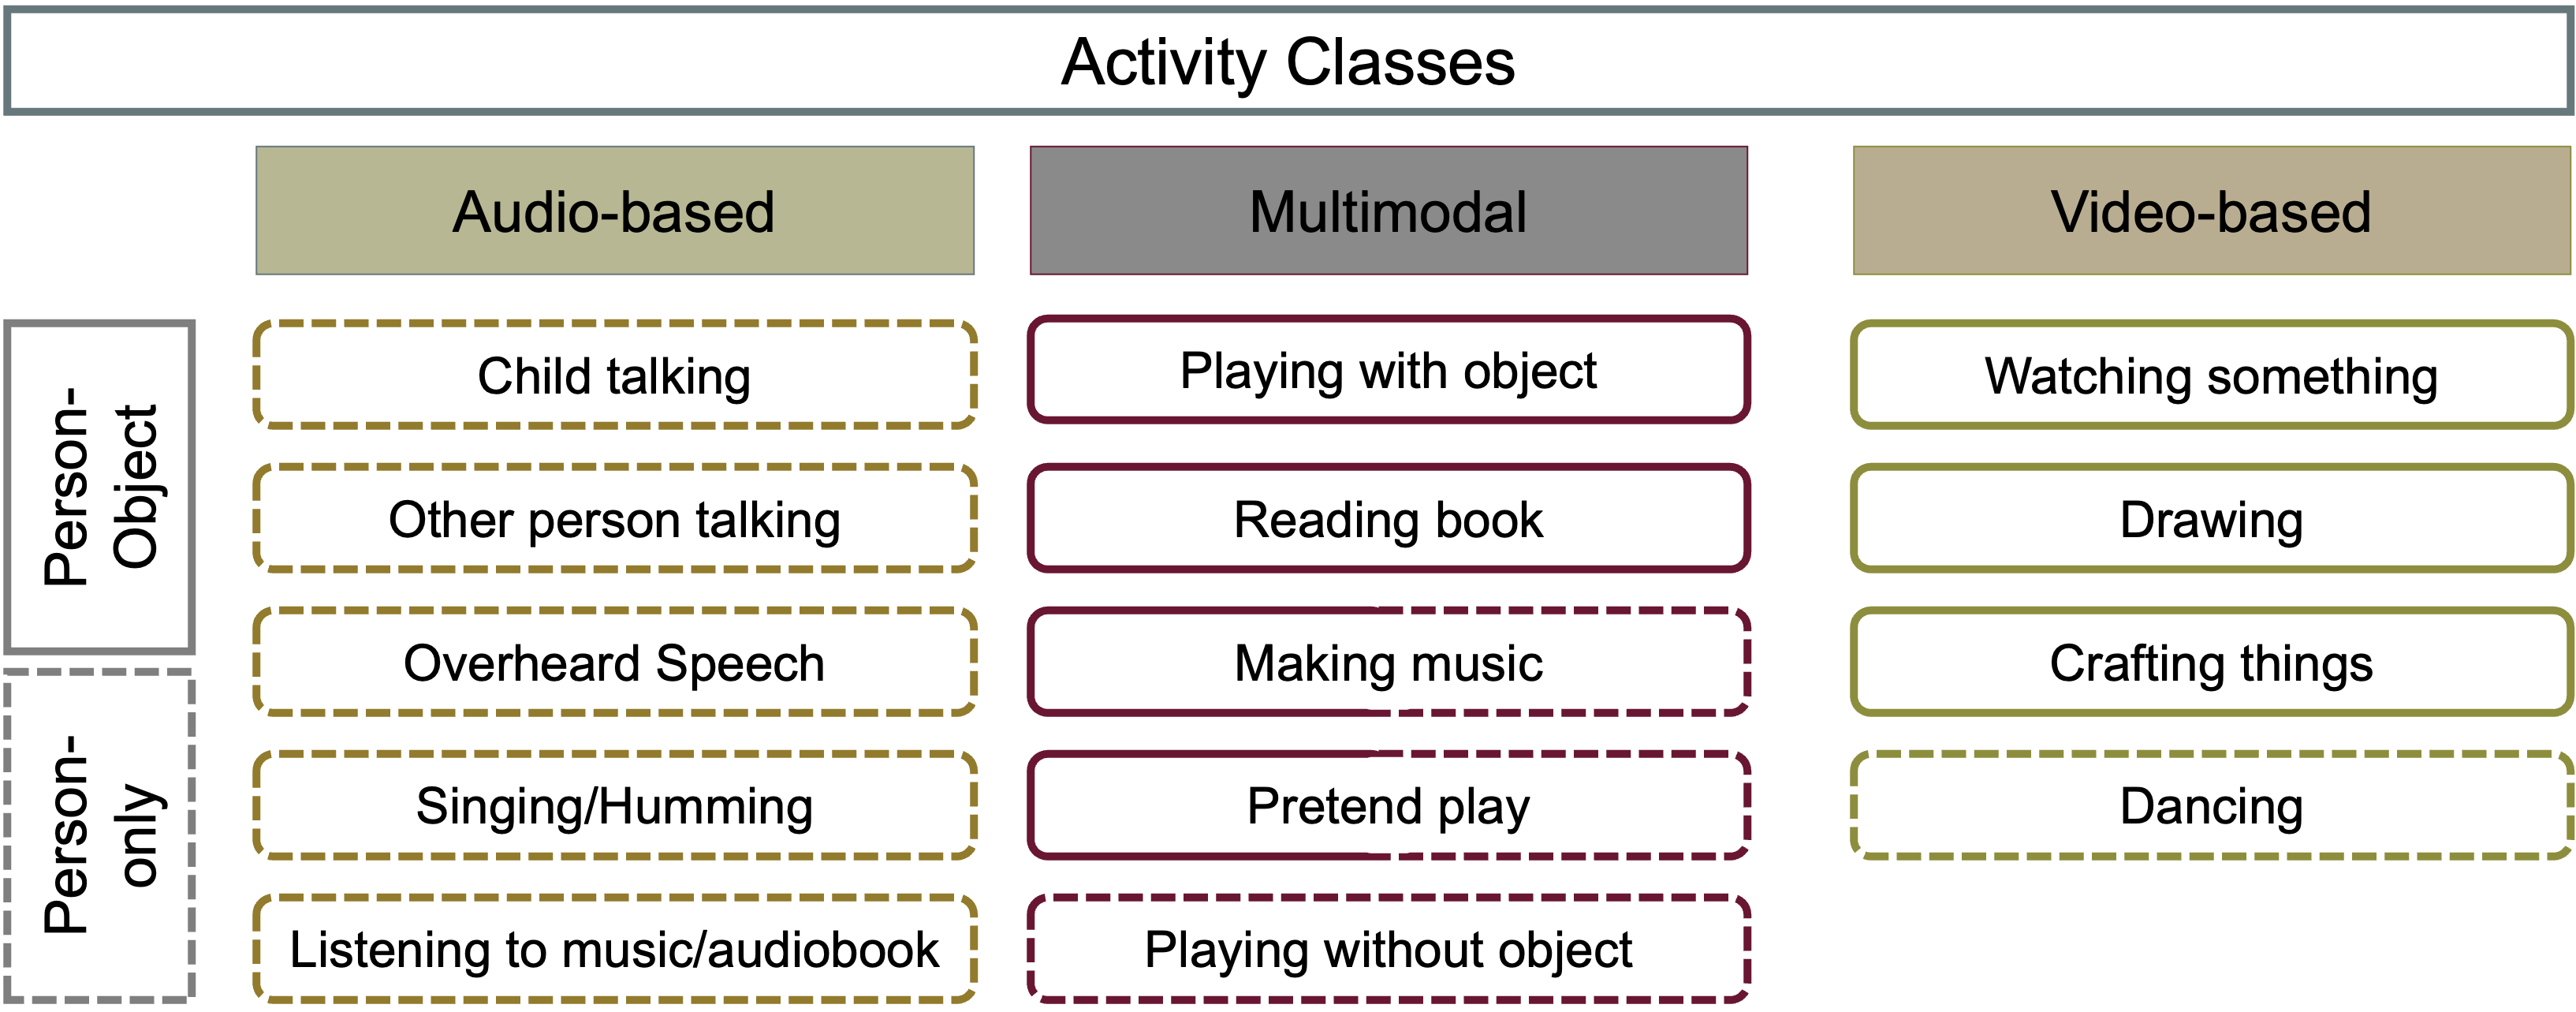 Activity Classes
Audio-based
Multimodal
Video-based
Person-
Object
Person-
only
Child talking
Other person talking
Overheard Speech
Singing/Humming
Listening to music/audiobook
Playing with object
Reading book
Making music
Pretend play
Playing without object
Watching something
Drawing
Crafting things
Dancing